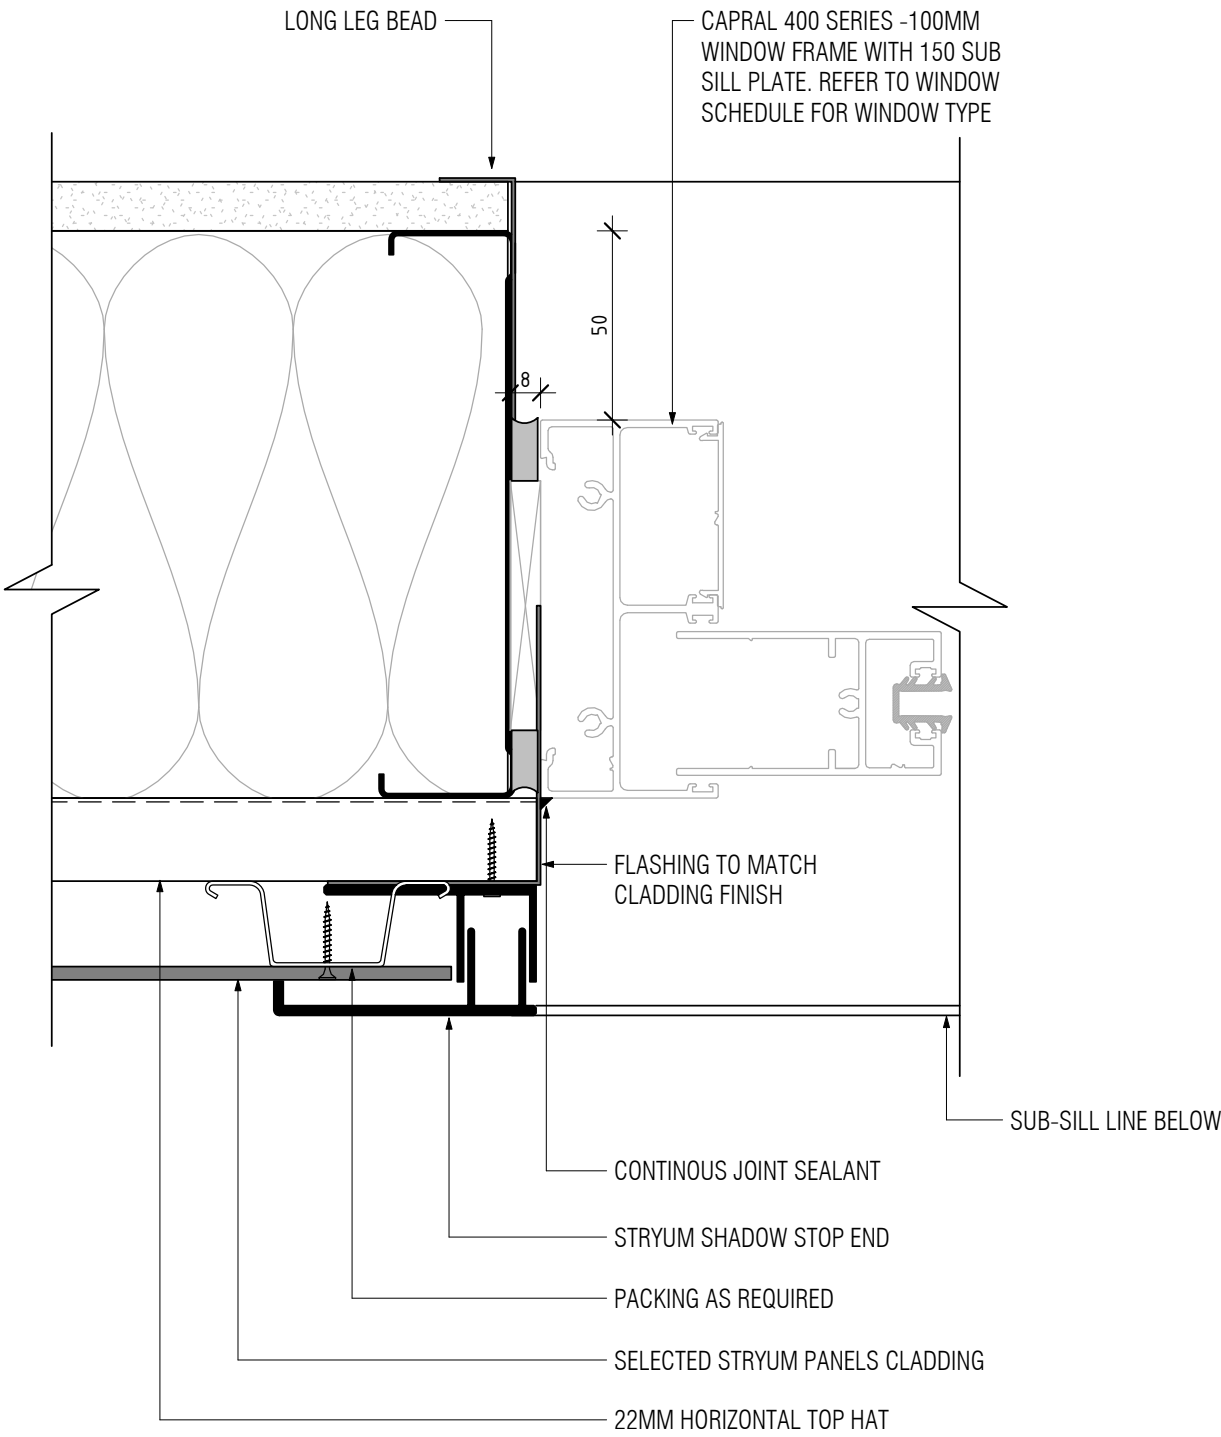 LONG LEG BEAD
CAPRAL 400 SERIES -100MM
WINDOW FRAME WITH 150 SUB
SILL PLATE. REFER TO WINDOW
SCHEDULE FOR WINDOW TYPE
50
8
FLASHING TO MATCH
CLADDING FINISH
SUB-SILL LINE BELOW
CONTINOUS JOINT SEALANT
STRYUM SHADOW STOP END
PACKING AS REQUIRED
SELECTED STRYUM PANELS CLADDING
22MM HORIZONTAL TOP HAT